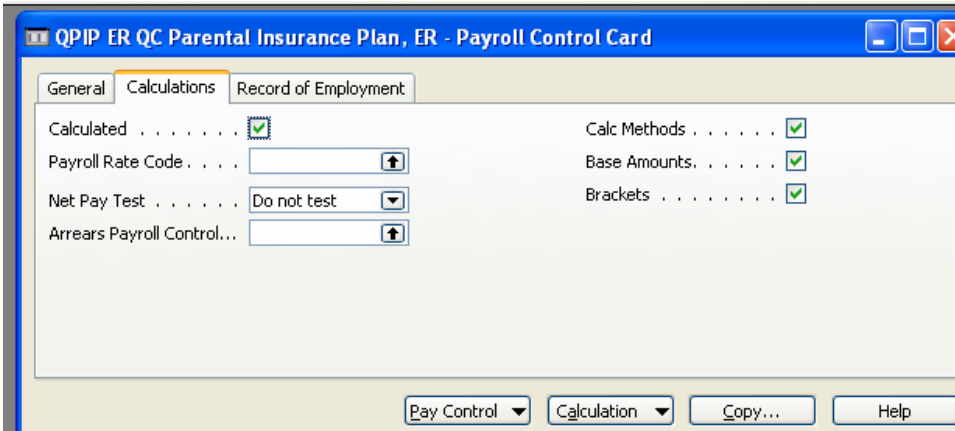 QPIP ER QC Parental Insurance Plan, ER - Payroll Control Card
General Calculations Record of Employment
Calculated . . . . . . . Calc Methods . . . . . .
Payroll Rate Code . . . . Base Amounts. . . . . .
Net Pay Test . . . . . . Do not test Brackets . . . . . . . .
Arrears Payroll Control...
Pay Control Calculation Copy... Help